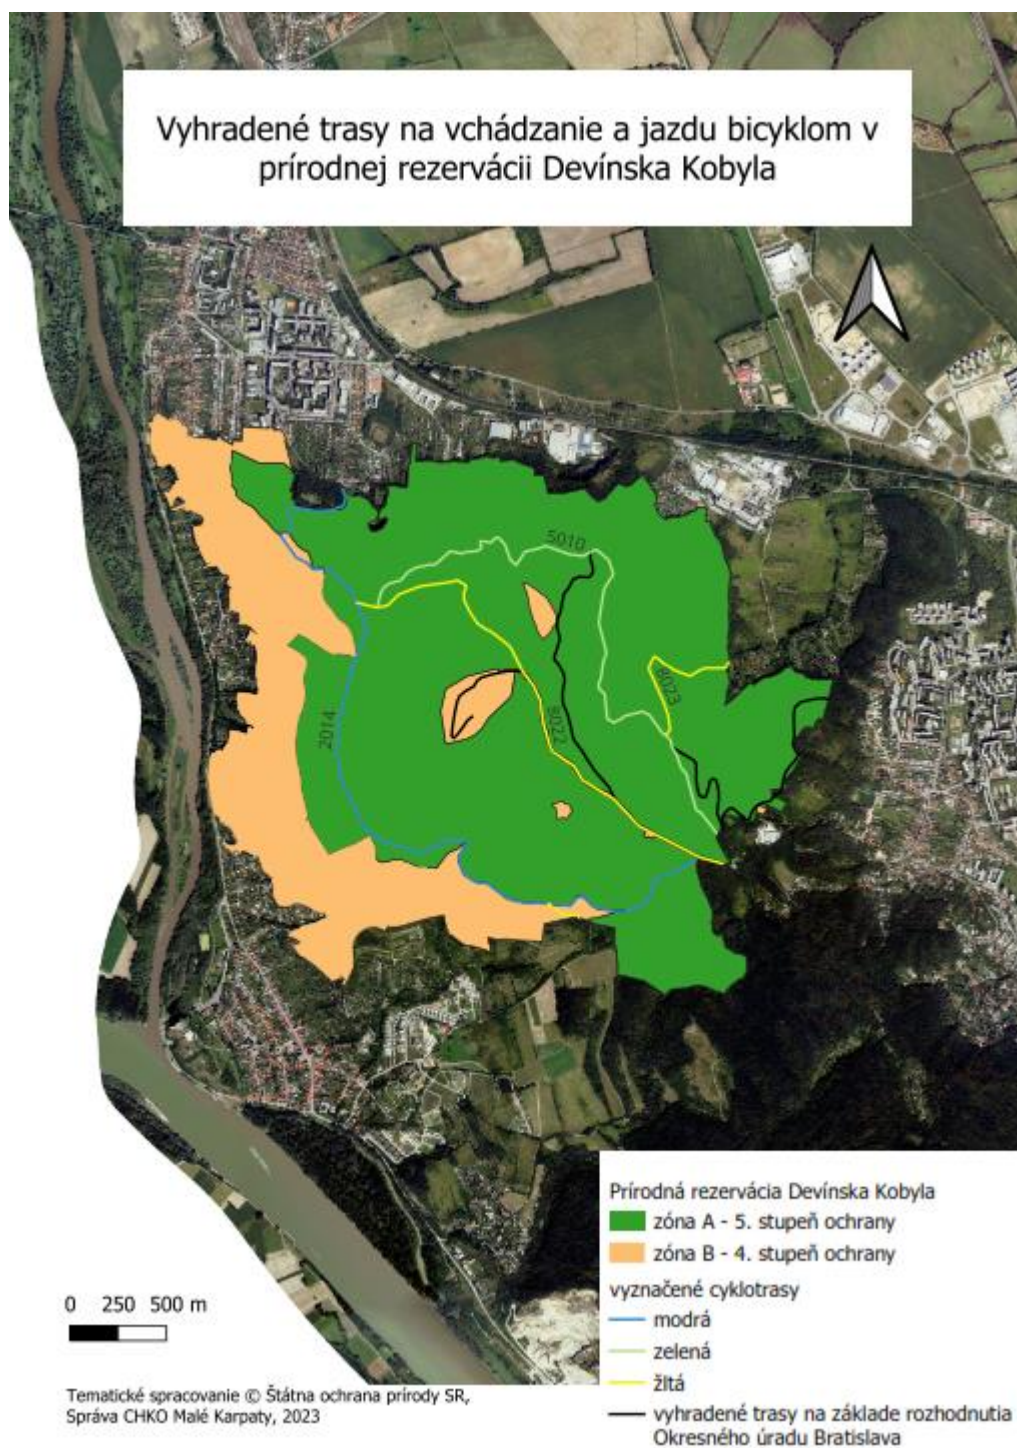 Vyhradené trasy na vchádzanie a jazdu bicyklom v
prírodnej rezervácii Devínska Kobyla
5010
8023
8022
2014
Prírodná rezervácia Devínska Kobyla
zóna A - 5. stupeň ochrany
zóna B - 4. stupeň ochrany
vyznačené cyklotrasy
modrá
zelená
žltá
vyhradené trasy na základe rozhodnutia
Okresného úradu Bratislava
0 250 500 m
Tematické spracovanie © Štátna ochrana prírody SR,
Správa CHKO Malé Karpaty, 2023